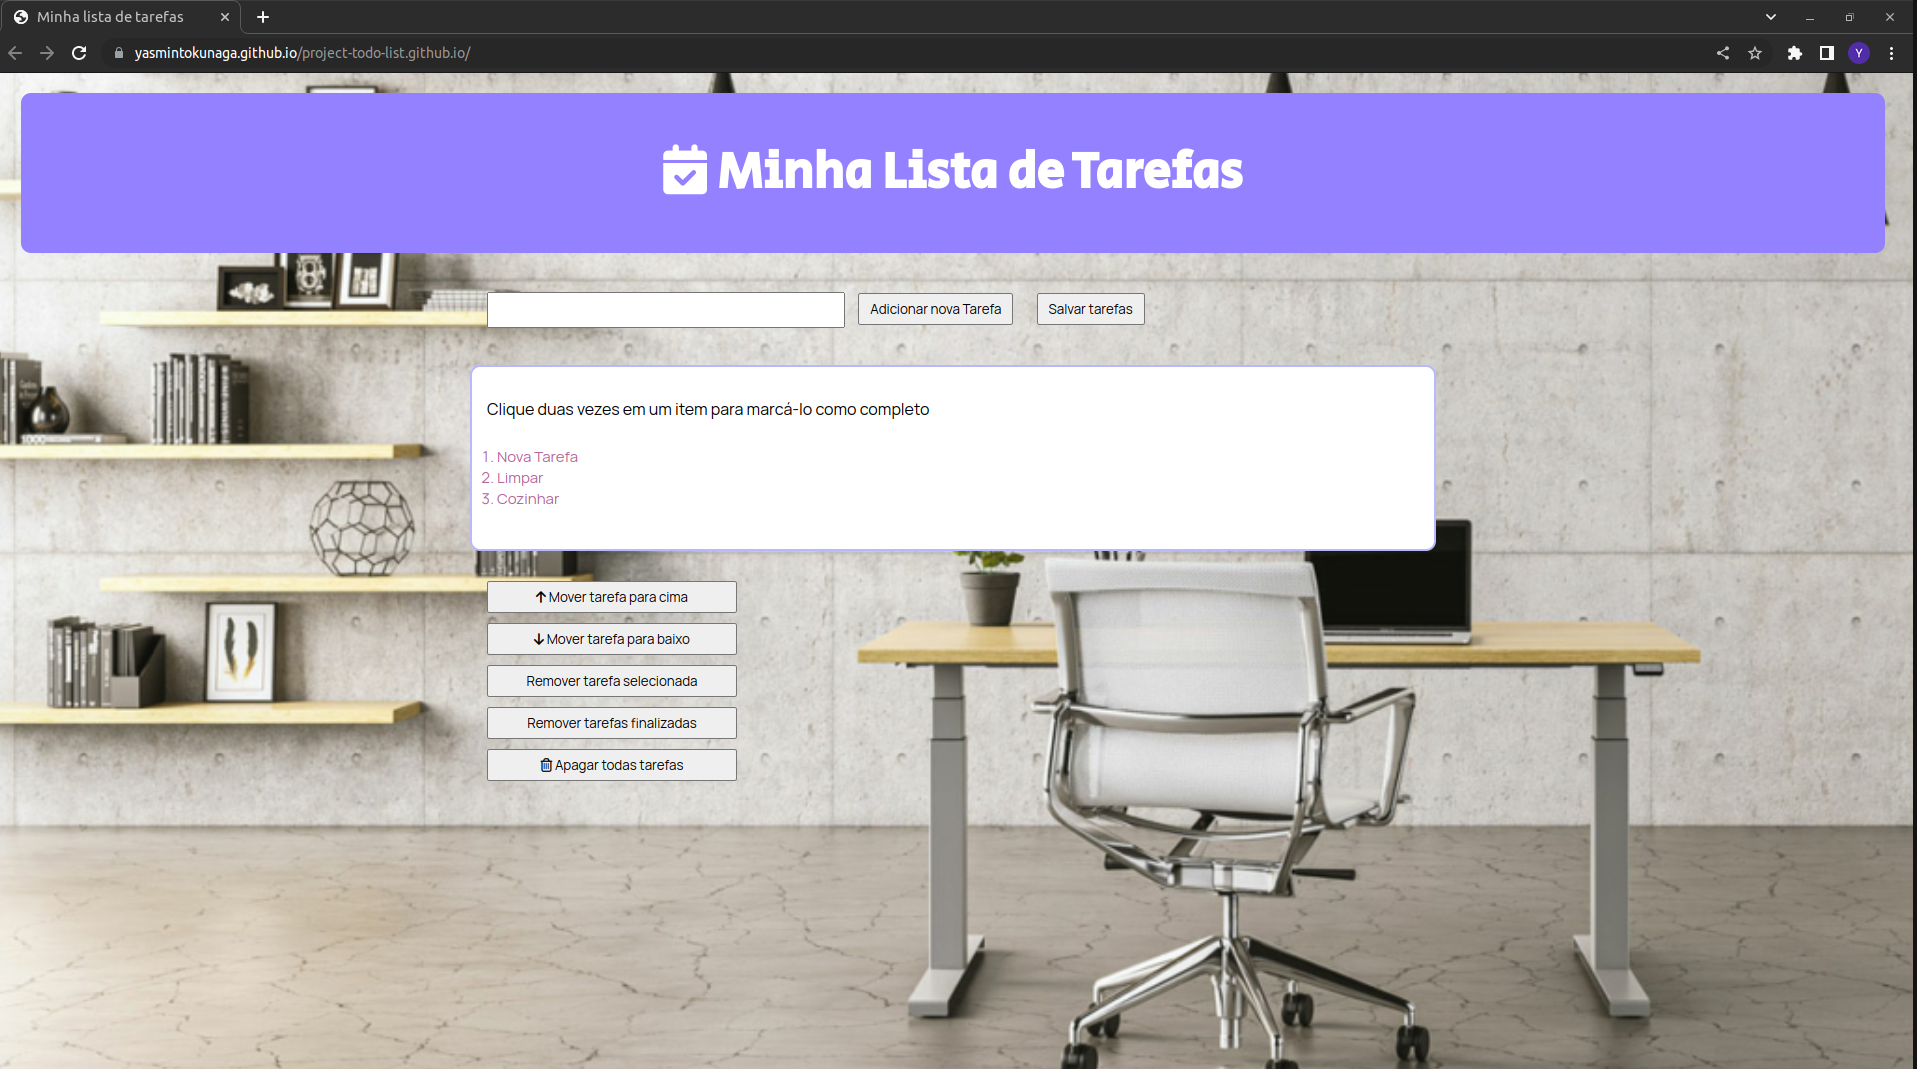 Minha lista de tarefas
yasmintokunaga.github.io/project-todo-list.github.io/
Y
Minha Lista de Tarefas
Adicionar nova Tarefa
Salvar tarefas
Clique duas vezes em um item para marcá-lo como completo
1. Nova Tarefa
2. Limpar
3. Cozinhar
Mover tarefa para cima
Mover tarefa para baixo
Remover tarefa selecionada
Remover tarefas finalizadas
Apagar todas tarefas